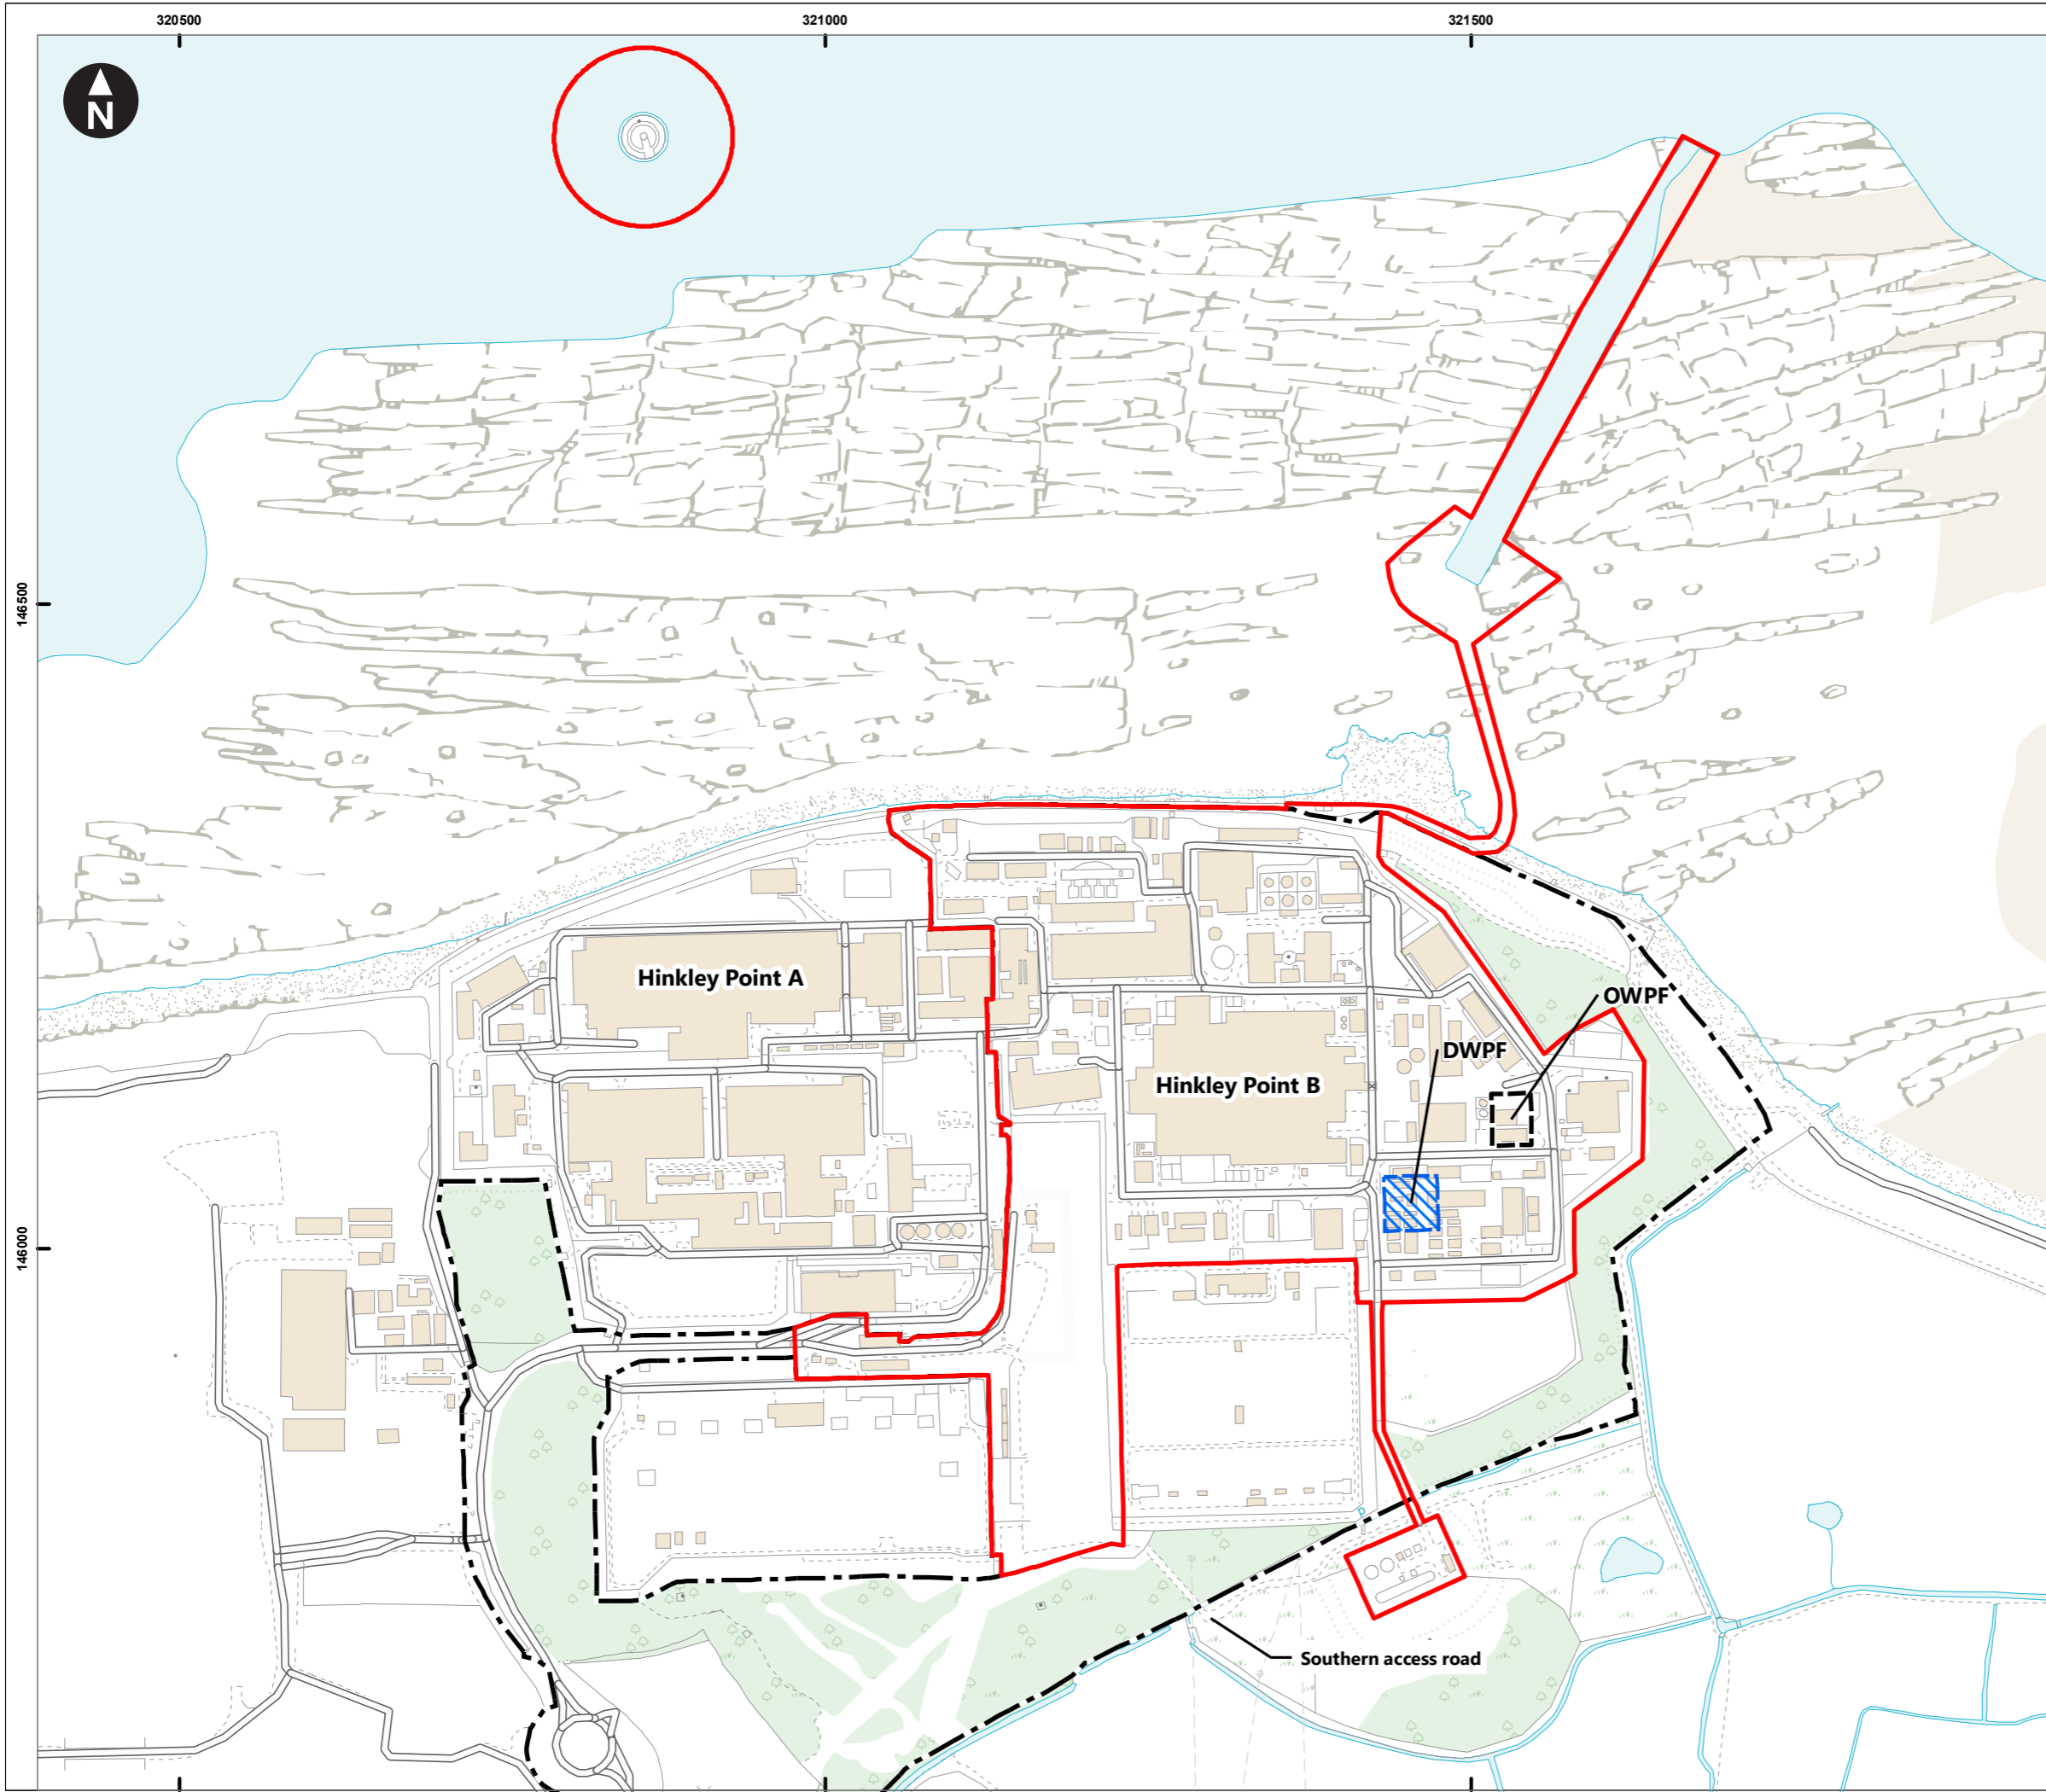 320500
321000
321500
N
146500
Hinkley Point A
OWPF
DWPF
Hinkley Point B
146000
Southern access road